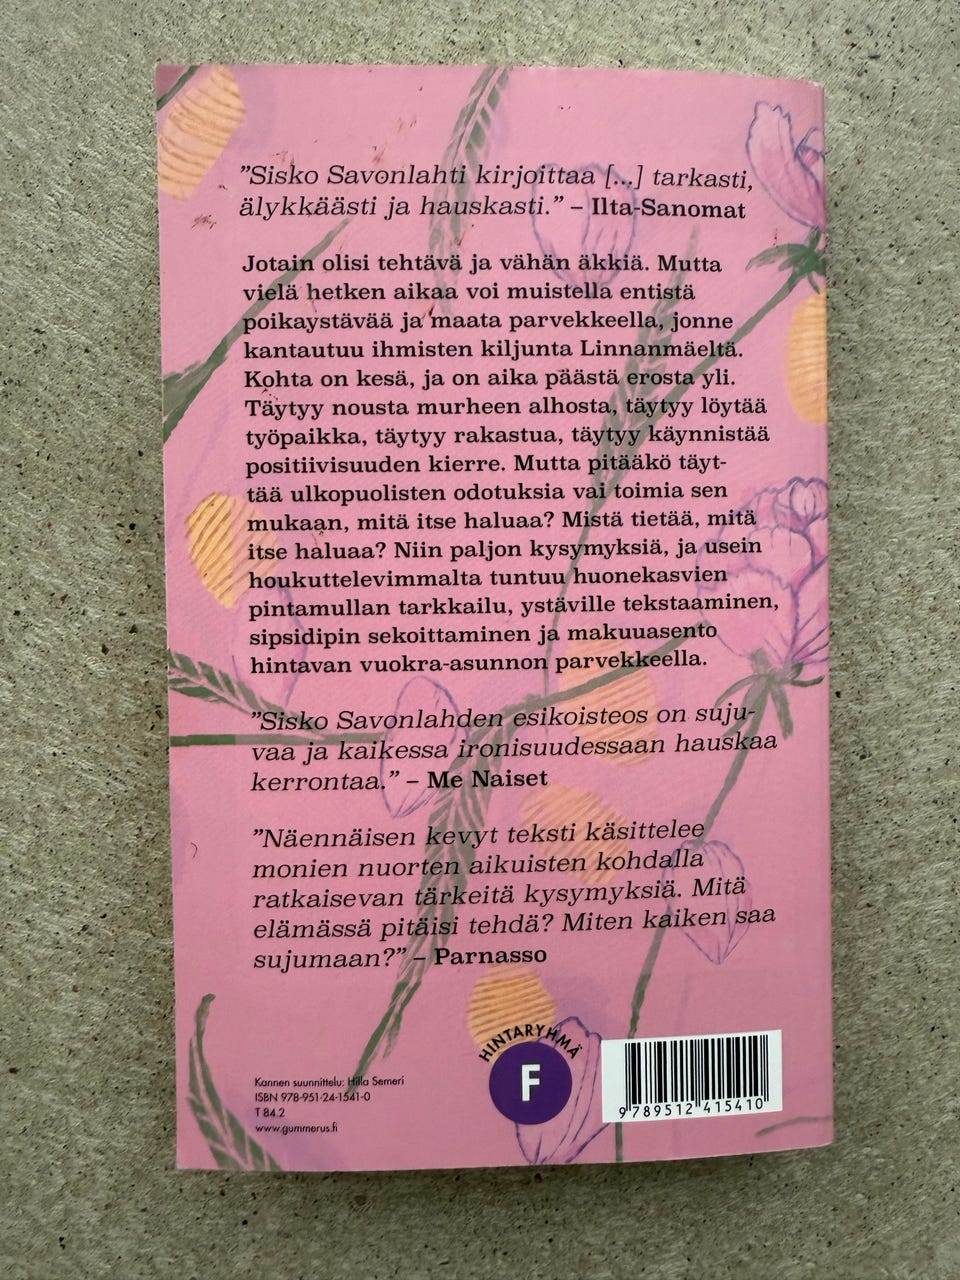 ”Sisko Savonlahti kirjoittaa [...] tarkasti,
älykkäästi ja hauskasti.” – Ilta-Sanomat
Jotain olisi tehtävä ja vähän äkkiä. Mutta
vielä hetken aikaa voi muistella entistä
poikaystävää ja maata parvekkeella, jonne
kantautuu ihmisten kiljunta Linnanmäeltä.
Kohta on kesä, ja on aika päästä erosta yli.
Täytyy nousta murheen alhosta, täytyy löytää
työpaikka, täytyy rakastua, täytyy käynnistää
positiivisuuden kierre. Mutta pitääkö täyt-
tää ulkopuolisten odotuksia vai toimia sen
mukaan, mitä itse haluaa? Mistä tietää, mitä
itse haluaa? Niin paljon kysymyksiä, ja usein
houkuttelevimmalta tuntuu huonekasvien
pintamullan tarkkailu, ystäville tekstaaminen,
sipsidipin sekoittaminen ja makuuasento
hintavan vuokra-asunnon parvekkeella.
”Sisko Savonlahden esikoisteos on suju-
vaa ja kaikessa ironisuudessaan hauskaa
kerrontaa.” – Me Naiset
”Näennäisen kevyt teksti käsittelee
monien nuorten aikuisten kohdalla
ratkaisevan tärkeitä kysymyksiä. Mitä
elämässä pitäisi tehdä? Miten kaiken saa
sujumaan?” – Parnasso
HINTARYHMÄ
F
Kannen suunnittelu: Hilla Semeri
ISBN 978-951-24-1541-0
T 84.2
www.gummerus.fi
9 789512 415410